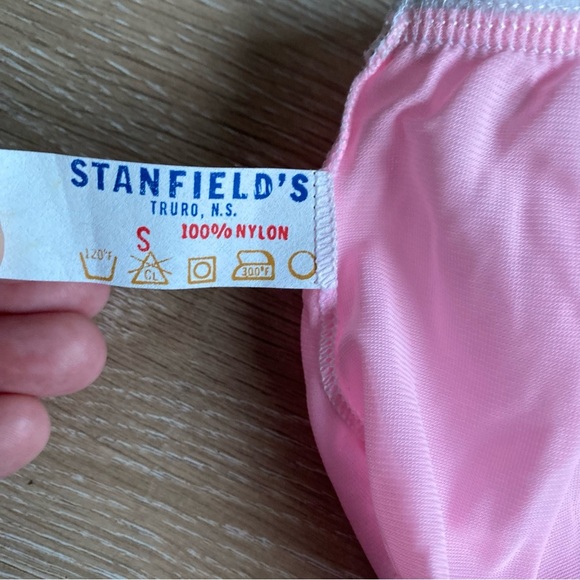 STANFIELD'S
TRURO, N.S.
S 100% NYLON
120°F CL 300°F